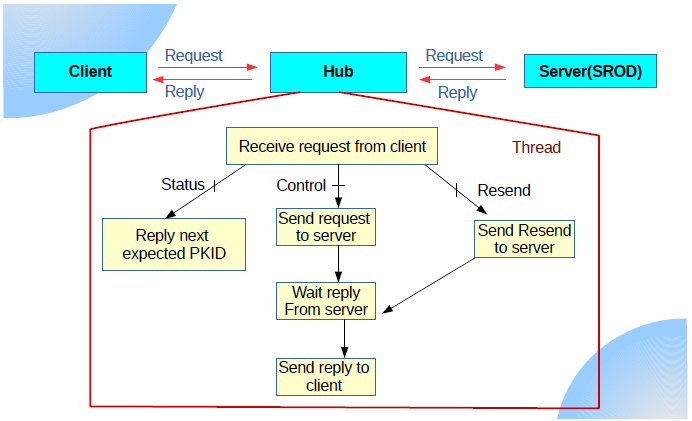 Request
Request
Client
Hub
Server(SROD)
Reply
Reply
Receive request from client
Thread
Status
Control
Resend
Send request
to server
Send Resend
to server
Reply next
expected PKID
Wait reply
From server
Send reply to
client